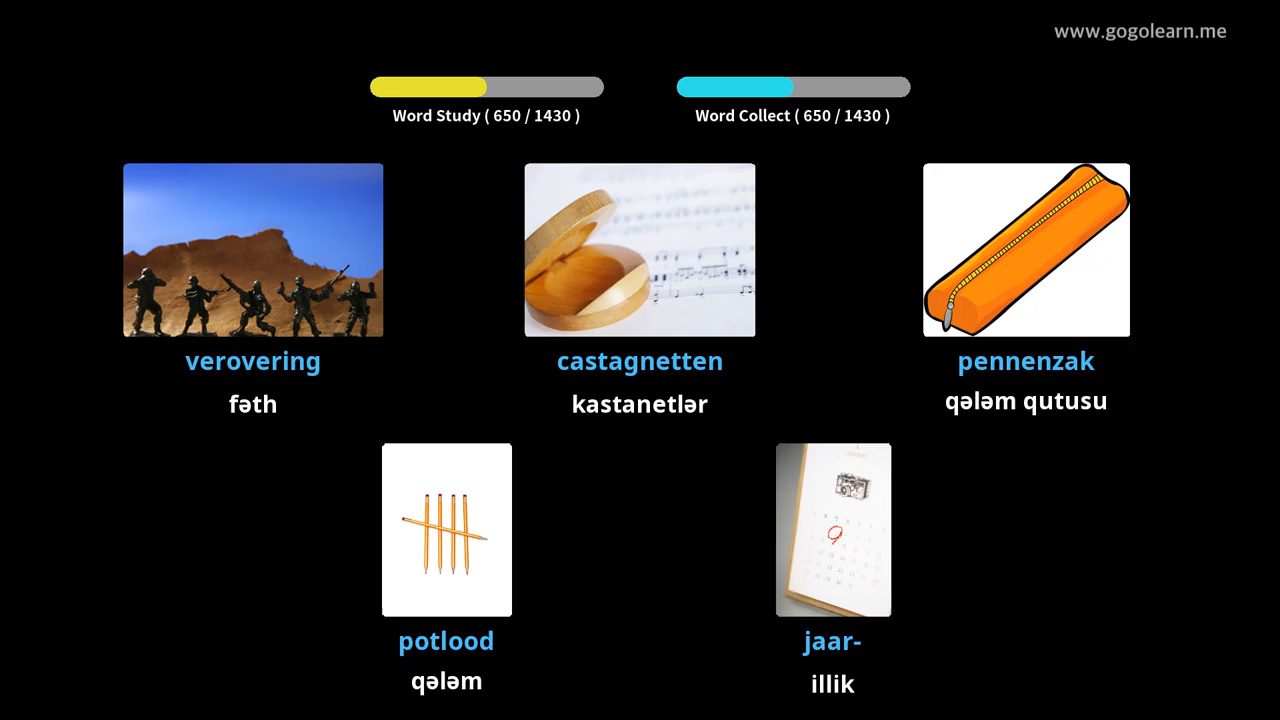 www.gogolearn.me
Word Study ( 650 / 1430 )
Word Collect ( 650 / 1430 )
verovering
castagnetten
pennenzak
fəth
kastanetlər
qələm qutusu
potlood
jaar-
qələm
illik